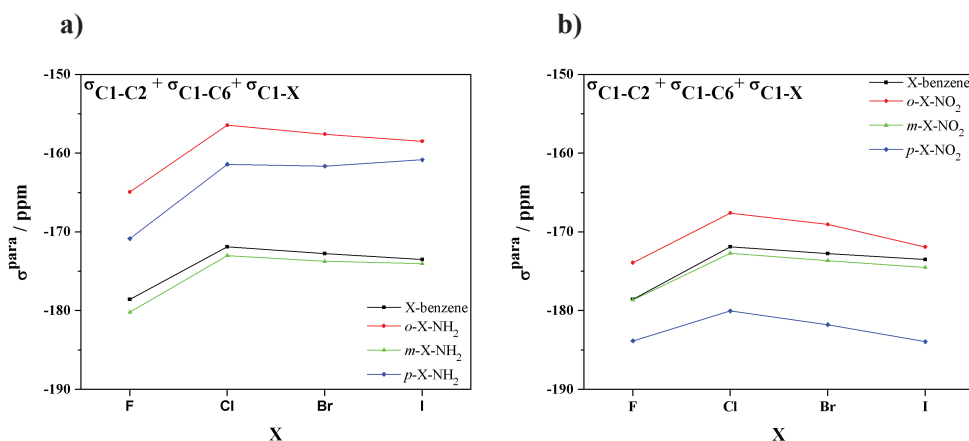 a)
σC1-C2 + σC1-C6 + σC1-X
-150
-160
-170
-180
-190
σpara / ppm
F Cl Br I
X
X-benzene
o-X-NH2
m-X-NH2
p-X-NH2
b)
σC1-C2 + σC1-C6 + σC1-X
-150
-160
-170
-180
-190
σpara / ppm
F Cl Br I
X
X-benzene
o-X-NO2
m-X-NO2
p-X-NO2